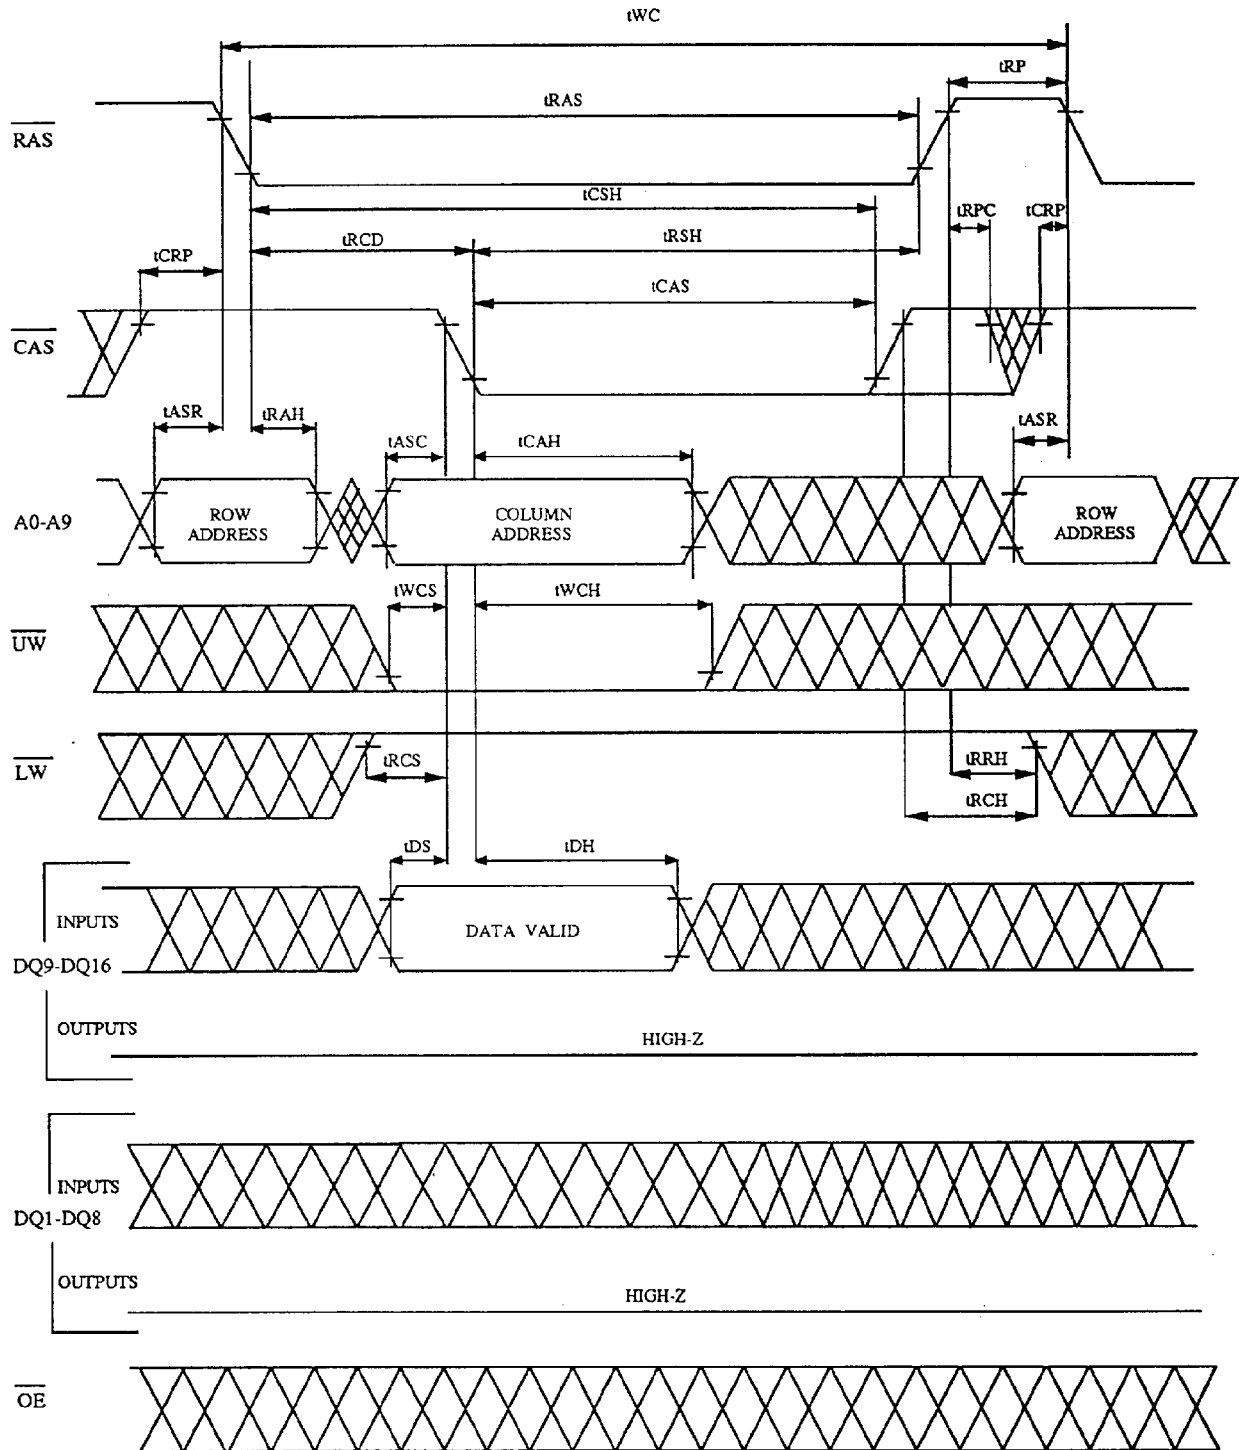 tWC
tRP
tRAS
RAS
tCSH
tRPC tCRP
tRCD tRSH
tCRP
tCAS
CAS
tASR tRAH tASC tCAH tASR
A0-A9
ROW ADDRESS
COLUMN ADDRESS
ROW ADDRESS
tWCS tWCH
UW
LW
tRCS tRRH
tRCH
tDS tDH
INPUTS
DATA VALID
DQ9-DQ16
OUTPUTS
HIGH-Z
INPUTS
DQ1-DQ8
OUTPUTS
HIGH-Z
OE